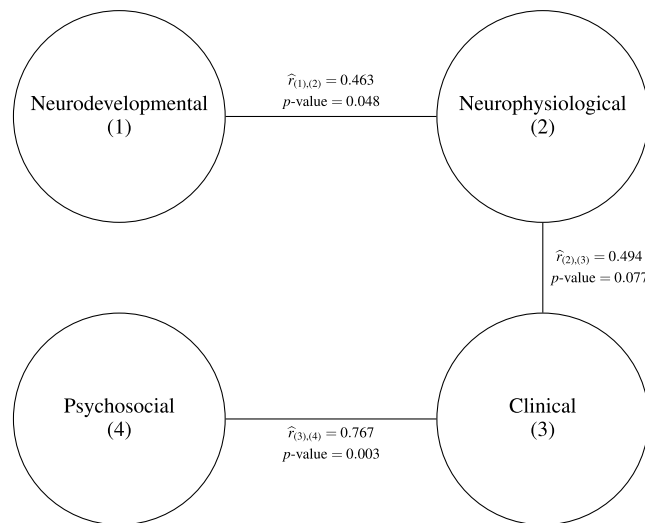 Neurodevelopmental
(1)
r̂(1),(2) = 0.463
p-value = 0.048
Neurophysiological
(2)
r̂(2),(3) = 0.494
p-value = 0.077
Psychosocial
(4)
r̂(3),(4) = 0.767
p-value = 0.003
Clinical
(3)